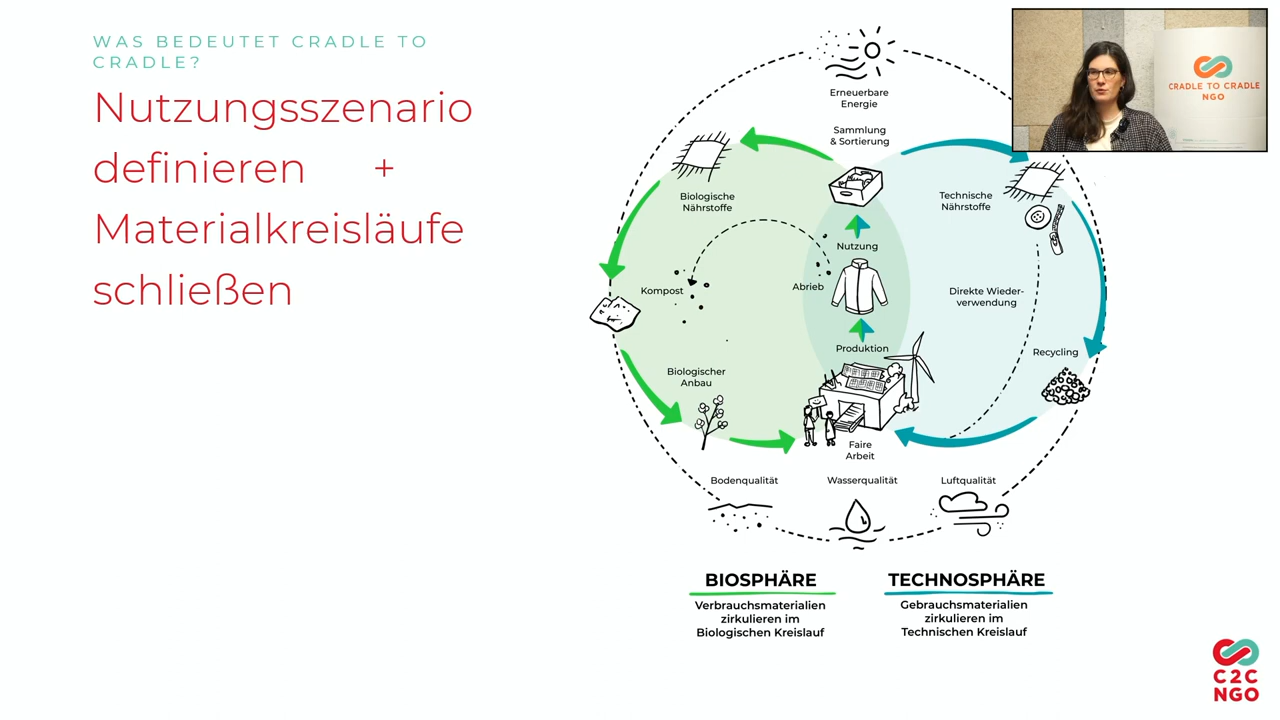 WAS BEDEUTET CRADLE TO
CRADLE?
Nutzungsszenario
definieren +
Materialkreisläufe
schließen
Erneuerbare
Energie
Sammlung
& Sortierung
Biologische
Nährstoffe
Technische
Nährstoffe
Nutzung
Kompost
Abrieb
Direkte Wieder-
verwendung
Produktion
Recycling
Biologischer
Anbau
Faire
Arbeit
Bodenqualität
Wasserqualität
Luftqualität
BIOSPHÄRE
Verbrauchsmaterialien
zirkulieren im
Biologischen Kreislauf
TECHNOSPHÄRE
Gebrauchsmaterialien
zirkulieren im
Technischen Kreislauf
CRADLE TO CRADLE
NGO
C2C
NGO